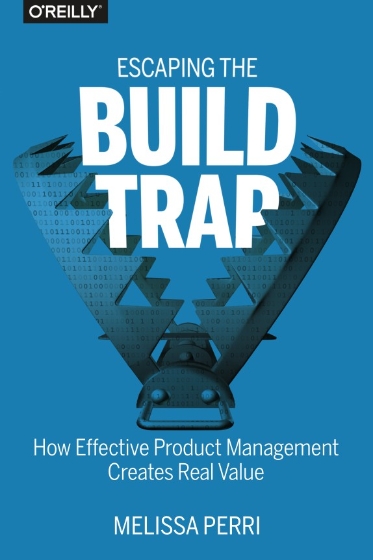 O'REILLY®
ESCAPING THE
BUILD
TRAP
How Effective Product Management
Creates Real Value
MELISSA PERRI